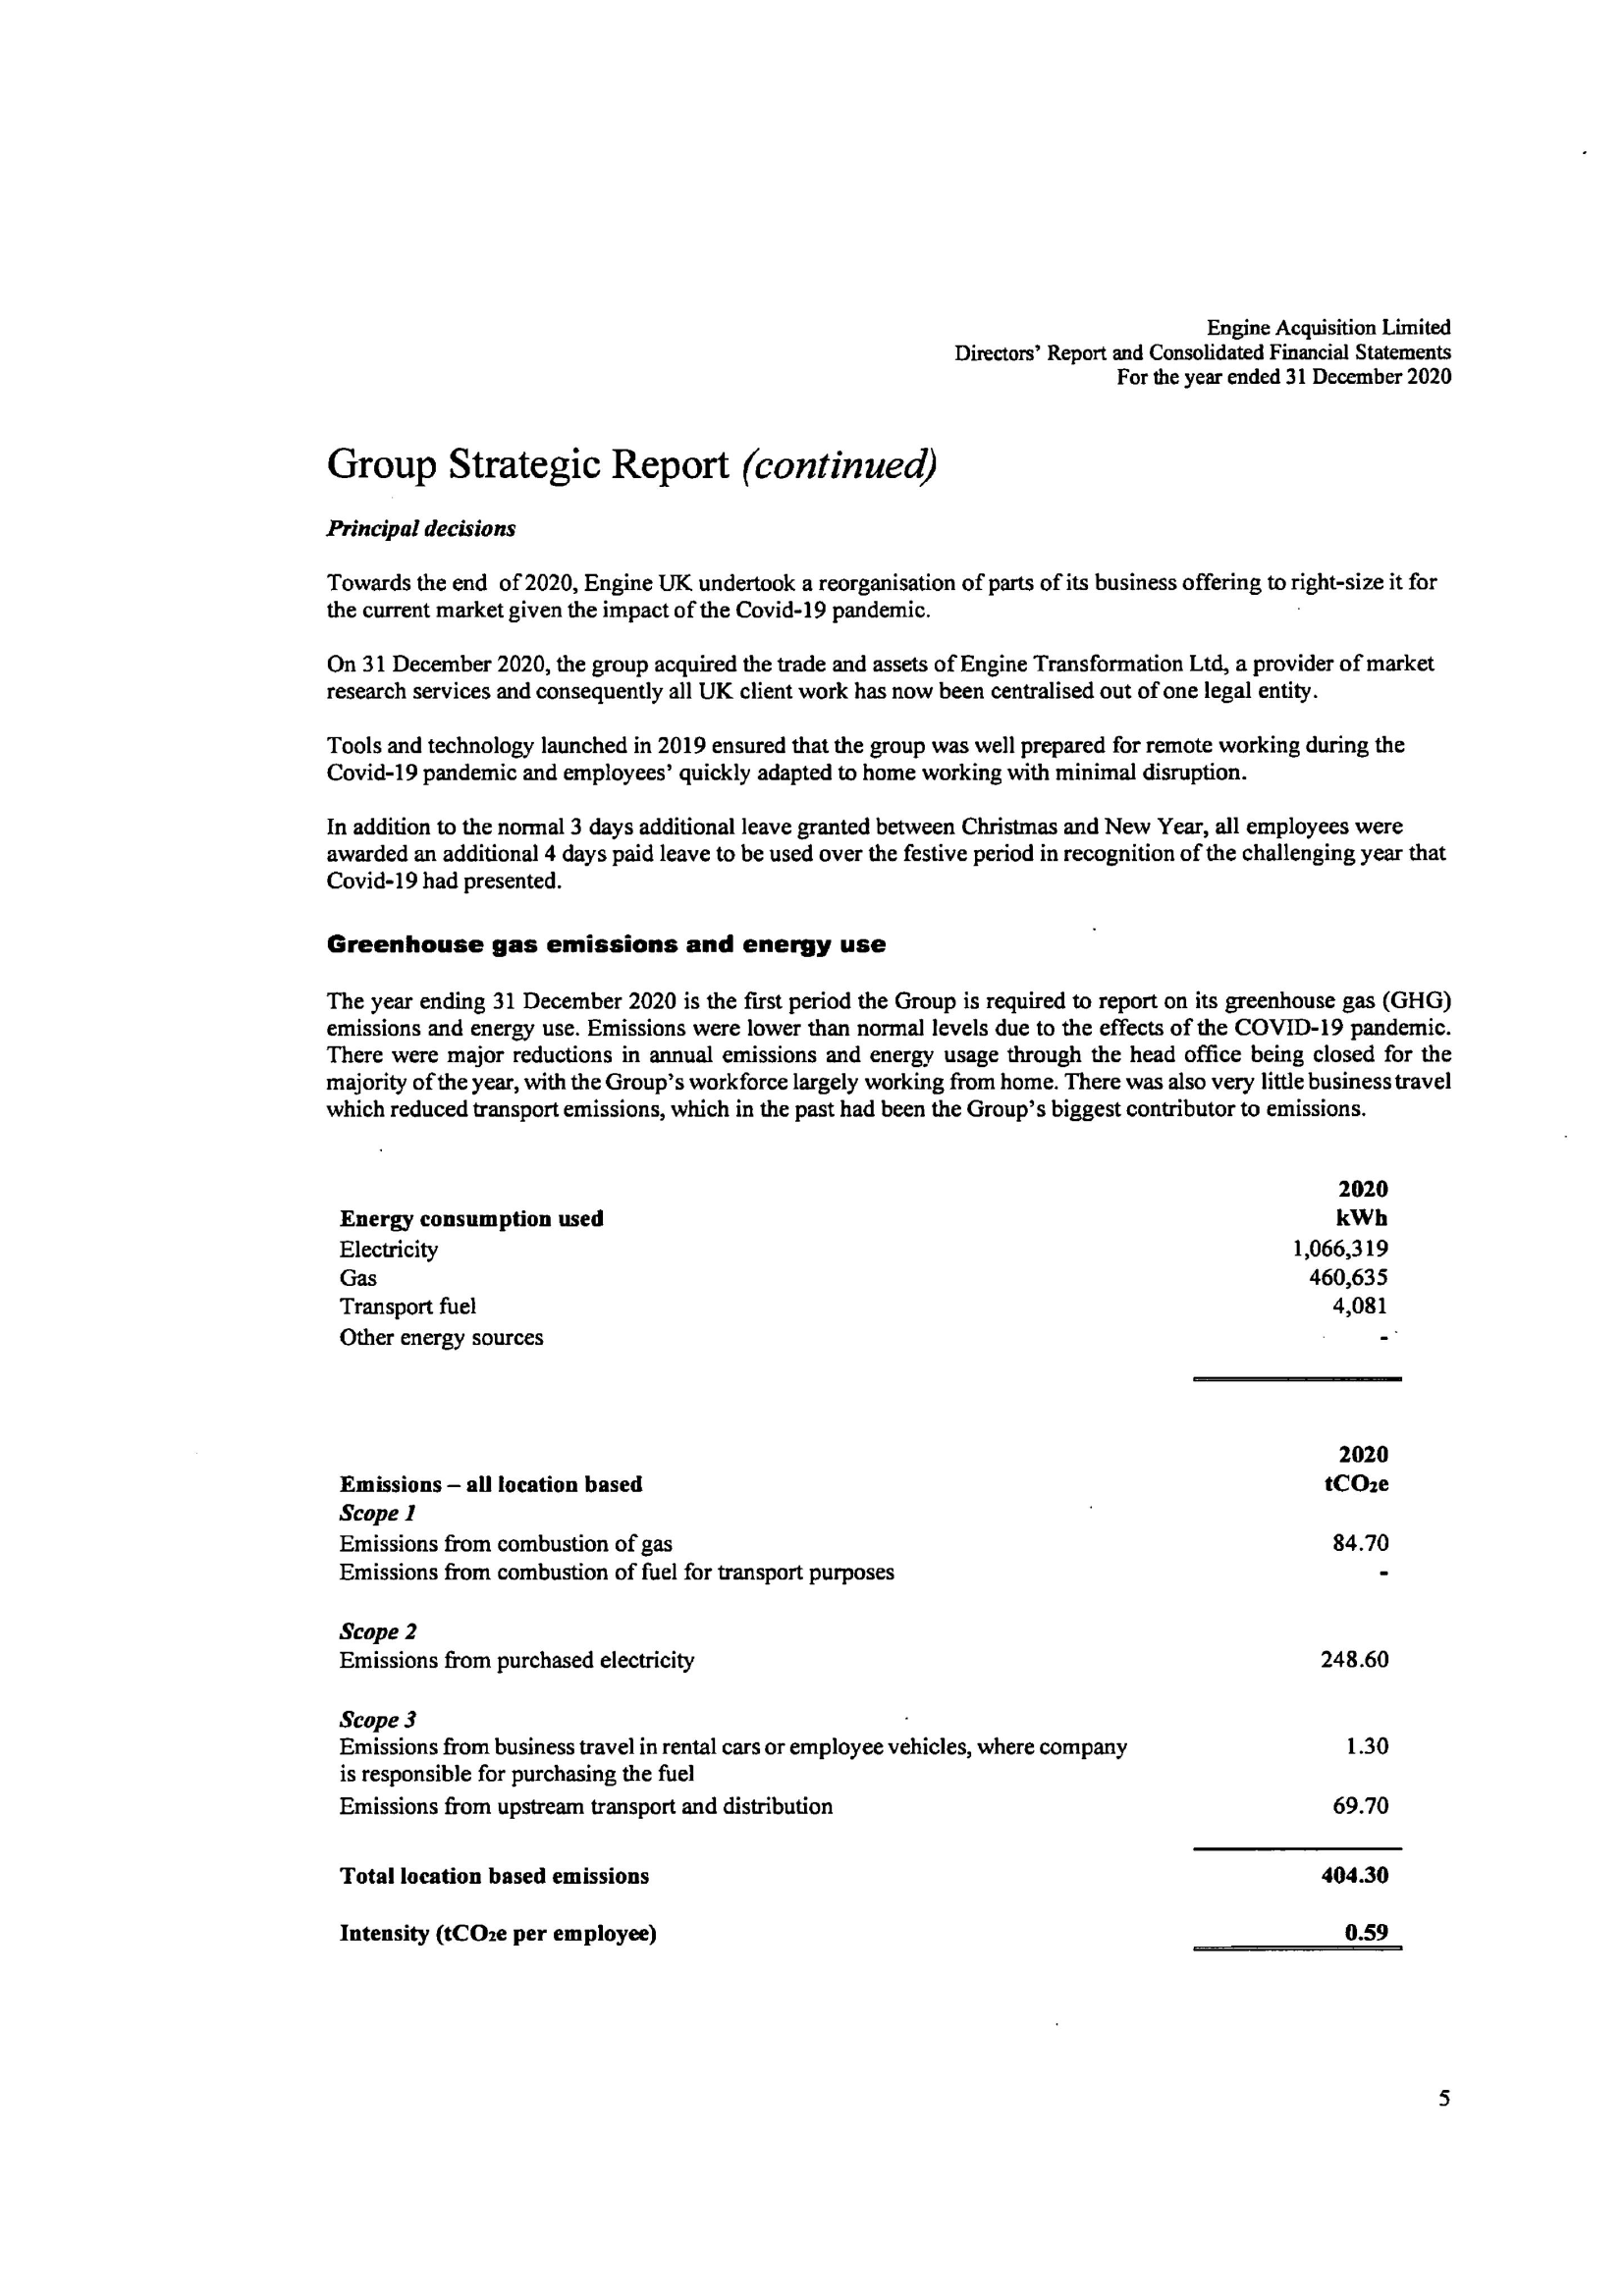 Engine Acquisition Limited
Directors' Report and Consolidated Financial Statements
For the year ended 31 December 2020
Group Strategic Report (continued)
Principal decisions
Towards the end of 2020, Engine UK undertook a reorganisation of parts of its business offering to right-size it for
the current market given the impact of the Covid-19 pandemic.
On 31 December 2020, the group acquired the trade and assets of Engine Transformation Ltd, a provider of market
research services and consequently all UK client work has now been centralised out of one legal entity.
Tools and technology launched in 2019 ensured that the group was well prepared for remote working during the
Covid-19 pandemic and employees' quickly adapted to home working with minimal disruption.
In addition to the normal 3 days additional leave granted between Christmas and New Year, all employees were
awarded an additional 4 days paid leave to be used over the festive period in recognition of the challenging year that
Covid-19 had presented.
Greenhouse gas emissions and energy use
The year ending 31 December 2020 is the first period the Group is required to report on its greenhouse gas (GHG)
emissions and energy use. Emissions were lower than normal levels due to the effects of the COVID-19 pandemic.
There were major reductions in annual emissions and energy usage through the head office being closed for the
majority of the year, with the Group's workforce largely working from home. There was also very little business travel
which reduced transport emissions, which in the past had been the Group's biggest contributor to emissions.
2020
Energy consumption used kWh
Electricity 1,066,319
Gas 460,635
Transport fuel 4,081
Other energy sources -
2020
Emissions – all location based tCO₂e
Scope 1
Emissions from combustion of gas 84.70
Emissions from combustion of fuel for transport purposes -
Scope 2
Emissions from purchased electricity 248.60
Scope 3
Emissions from business travel in rental cars or employee vehicles, where company 1.30
is responsible for purchasing the fuel
Emissions from upstream transport and distribution 69.70
Total location based emissions 404.30
Intensity (tCO₂e per employee) 0.59
5